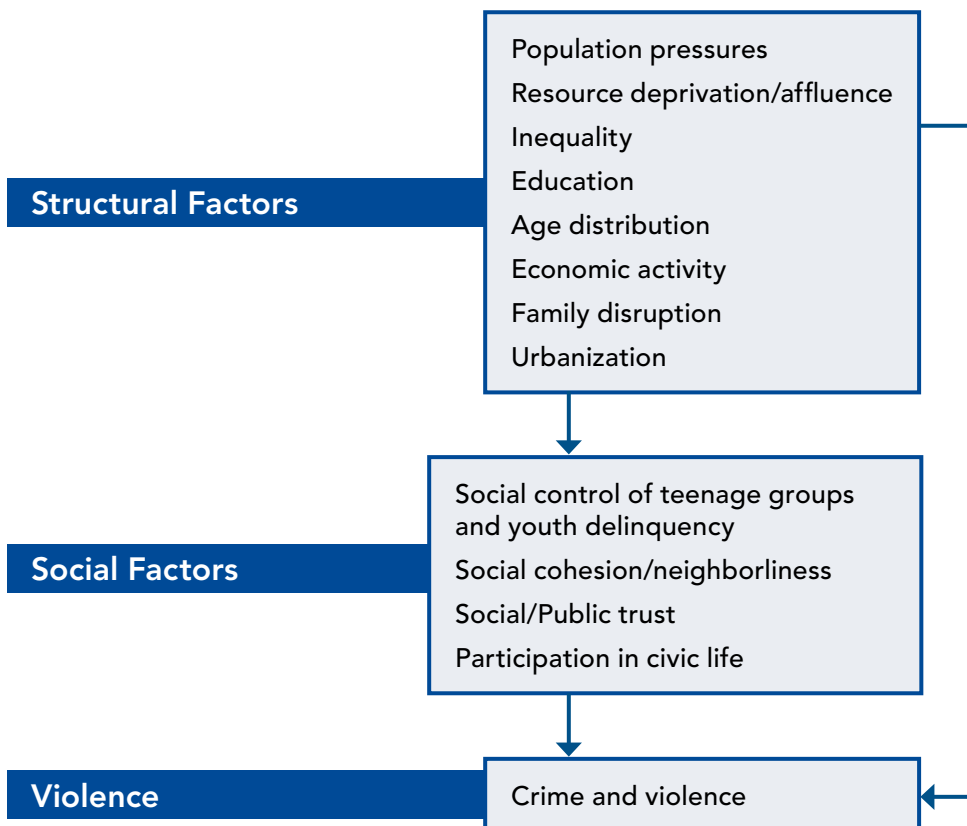 Population pressures
Resource deprivation/affluence
Inequality
Education
Structural Factors
Age distribution
Economic activity
Family disruption
Urbanization
Social control of teenage groups
and youth delinquency
Social Factors
Social cohesion/neighborliness
Social/Public trust
Participation in civic life
Violence
Crime and violence